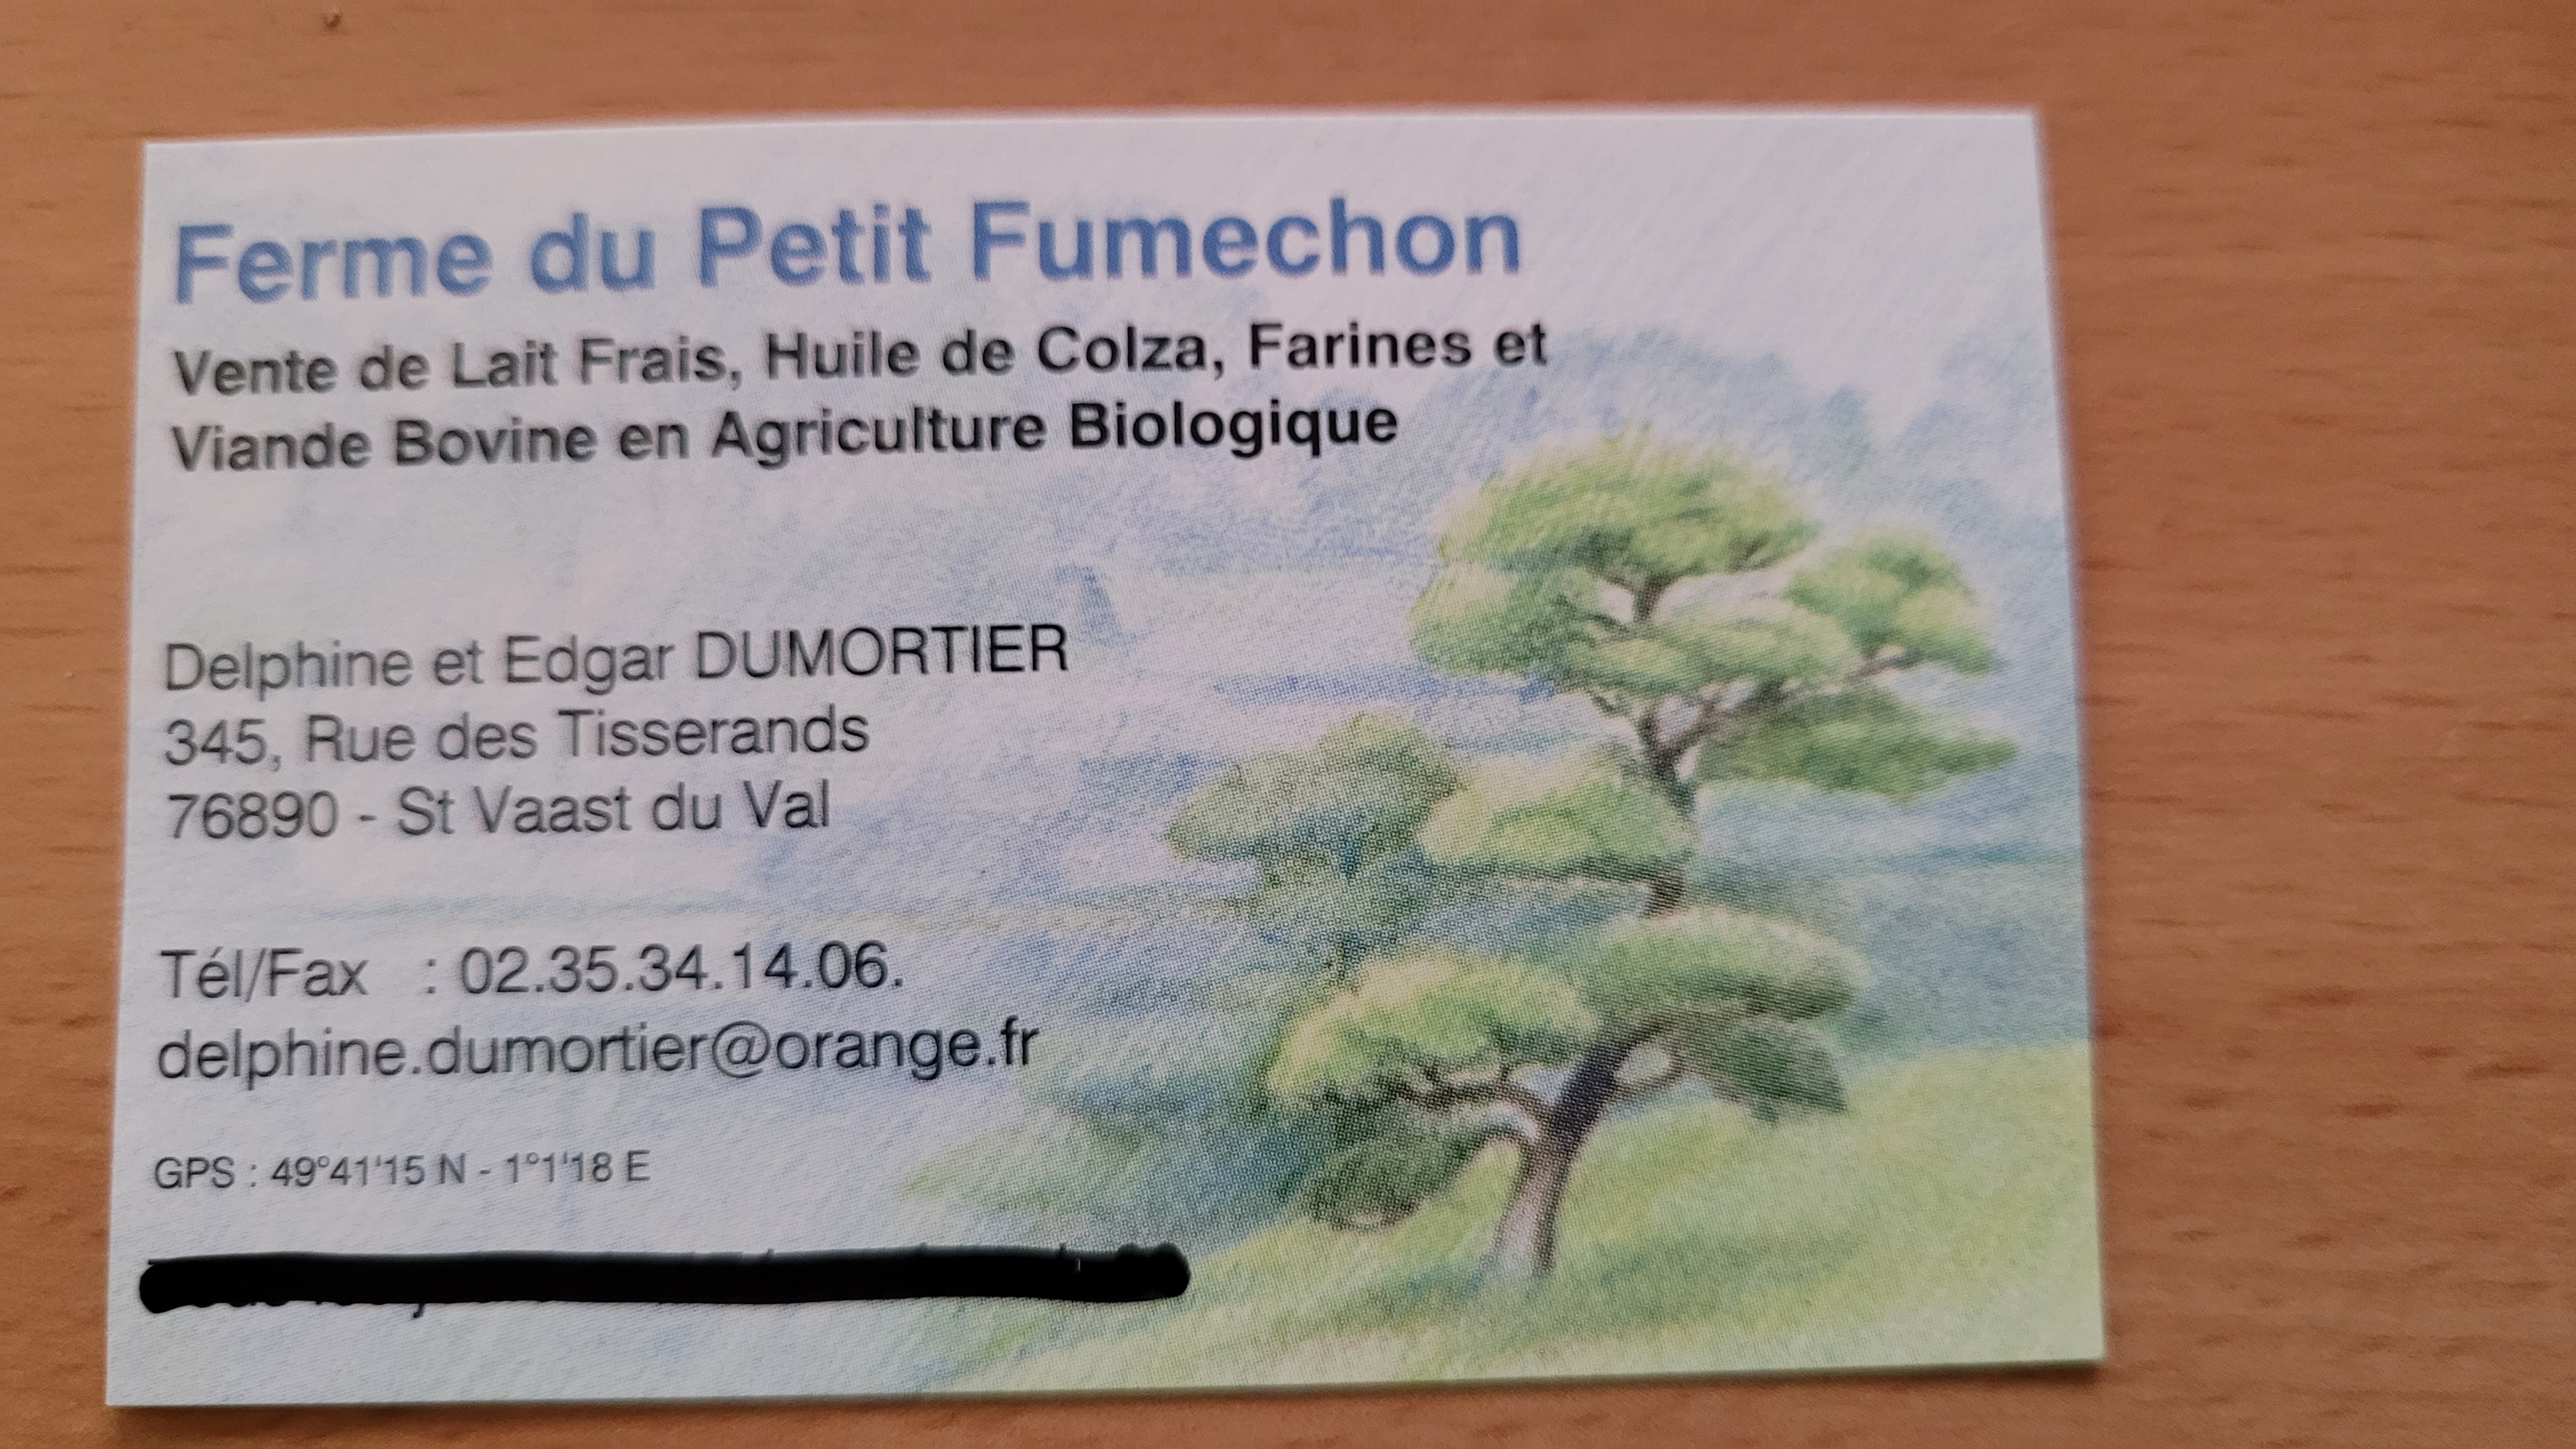 Ferme du Petit Fumechon
Vente de Lait Frais, Huile de Colza, Farines et
Viande Bovine en Agriculture Biologique
Delphine et Edgar DUMORTIER
345, Rue des Tisserands
76890 - St Vaast du Val
Tél/Fax : 02.35.34.14.06.
delphine.dumortier@orange.fr
GPS : 49°41'15 N - 1°1'18 E